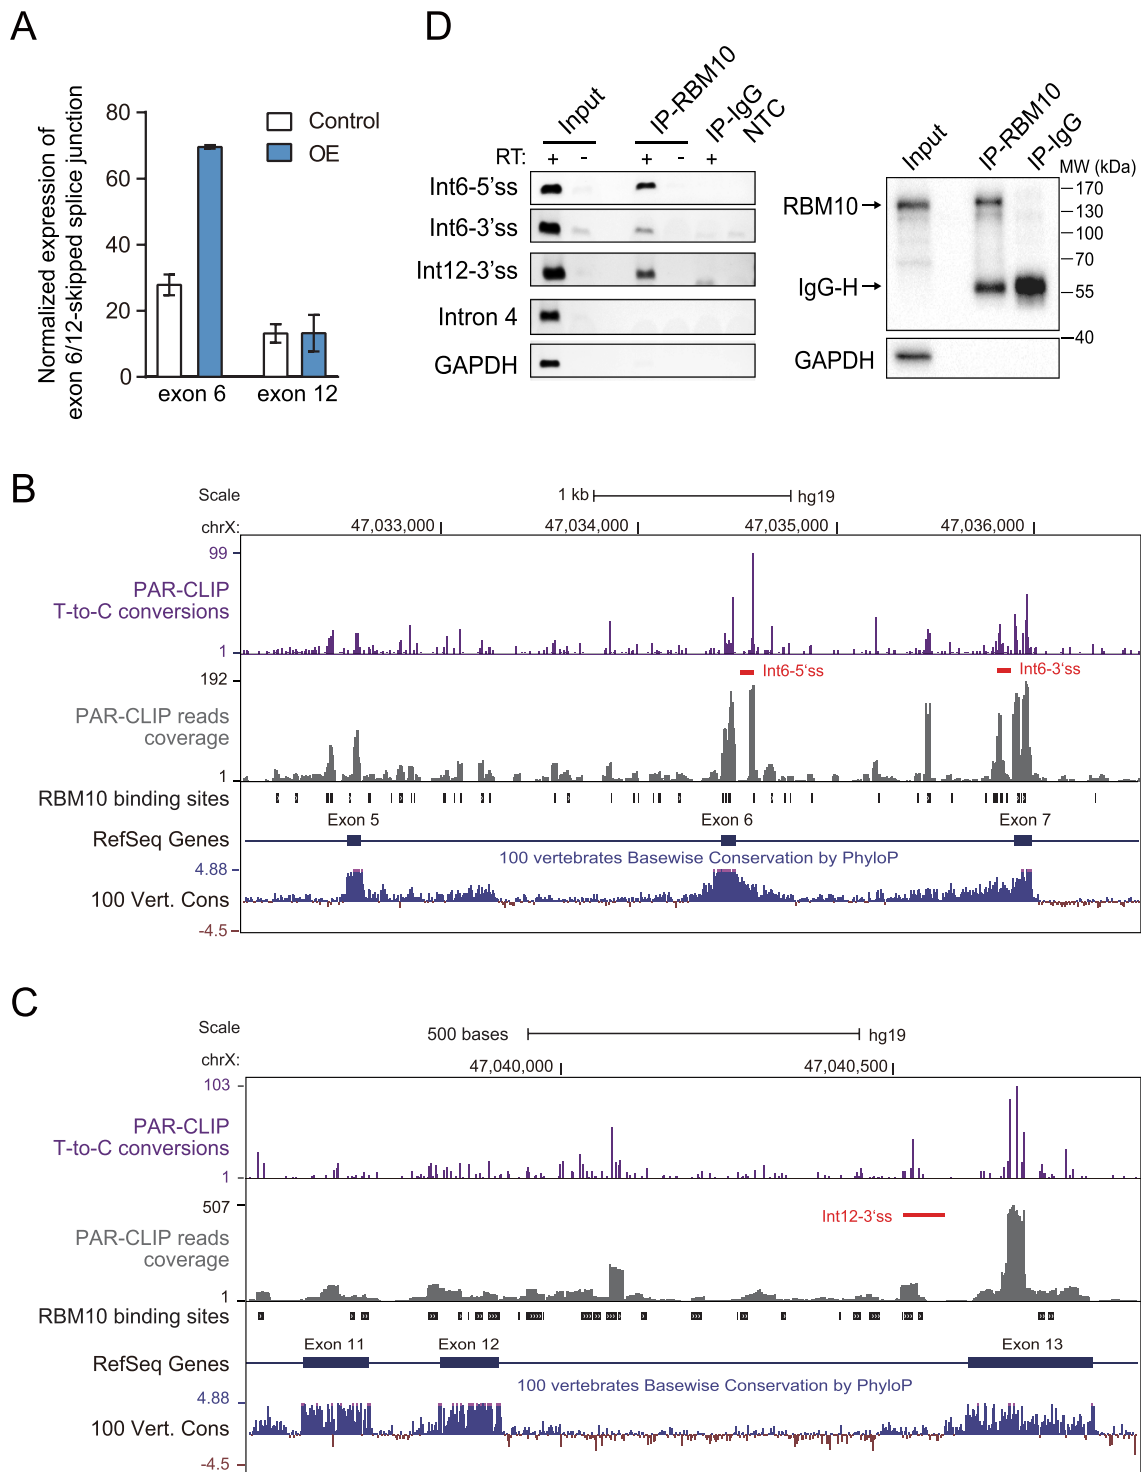 A
Normalized expression of
exon 6/12-skipped splice junction
80
60
40
20
0
Control
OE
exon 6
exon 12
D
Input
IP-RBM10
IP-IgG
NTC
RT:
+ - + - +
Int6-5'ss
Int6-3'ss
Int12-3'ss
Intron 4
GAPDH
Input
IP-RBM10
IP-IgG
MW (kDa)
RBM10
IgG-H
GAPDH
170
130
100
70
55
40
B
Scale
1 kb
hg19
chrX:
47,033,000
47,034,000
47,035,000
47,036,000
99
PAR-CLIP
T-to-C conversions
1
Int6-5'ss
Int6-3'ss
192
PAR-CLIP reads
coverage
1
RBM10 binding sites
Exon 5
Exon 6
Exon 7
RefSeq Genes
100 vertebrates Basewise Conservation by PhyloP
4.88
100 Vert. Cons
-4.5
C
Scale
500 bases
hg19
chrX:
47,040,000
47,040,500
103
PAR-CLIP
T-to-C conversions
1
507
Int12-3'ss
PAR-CLIP reads
coverage
1
RBM10 binding sites
Exon 11
Exon 12
Exon 13
RefSeq Genes
100 vertebrates Basewise Conservation by PhyloP
4.88
100 Vert. Cons
-4.5